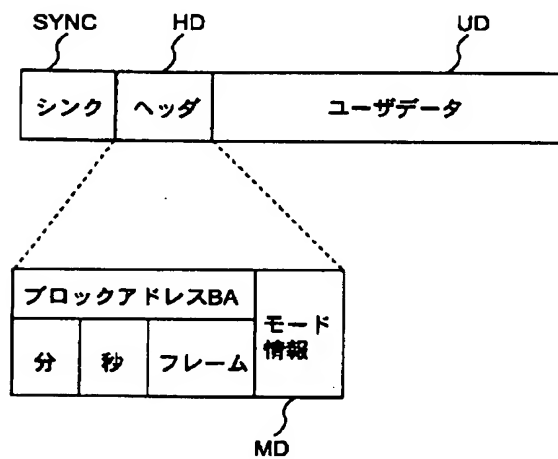 SYNC HD UD
シンク ヘッダ ユーザデータ
ブロックアドレスBA
モード
情報
分 秒 フレーム
MD